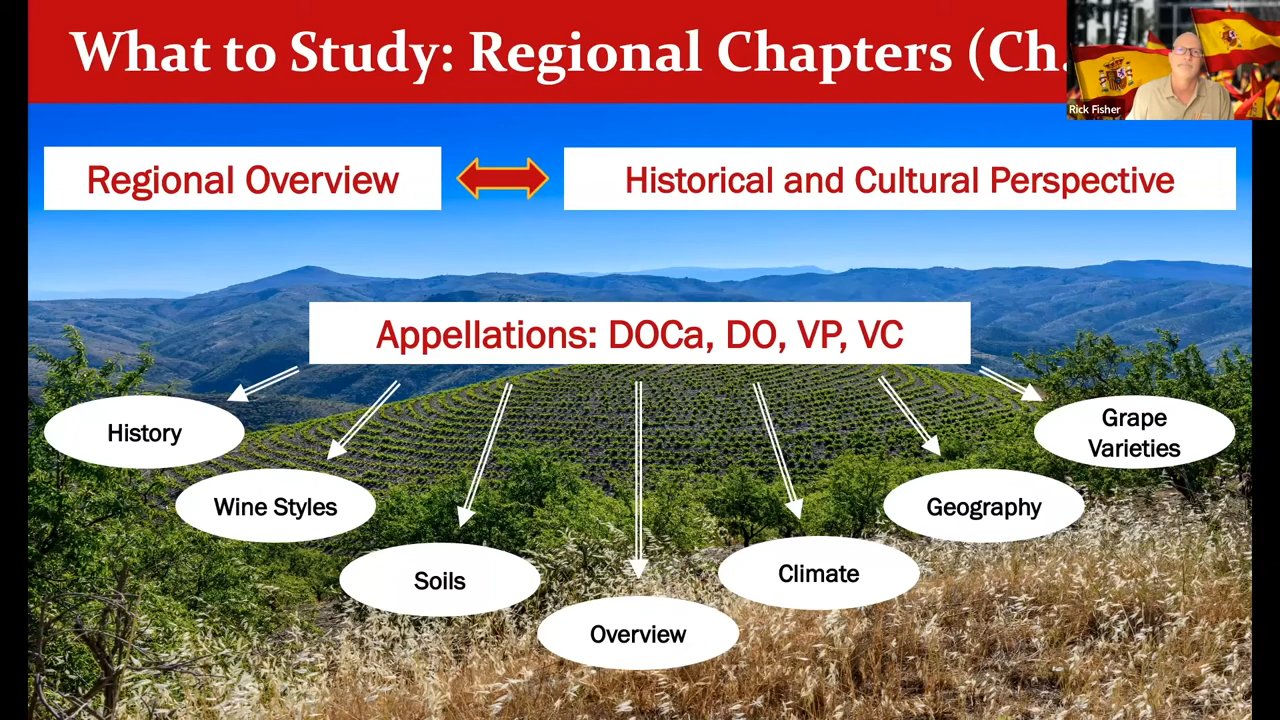 What to Study: Regional Chapters (Ch.
Rick Fisher
Regional Overview
Historical and Cultural Perspective
Appellations: DOCa, DO, VP, VC
History
Grape
Varieties
Wine Styles
Geography
Soils
Climate
Overview